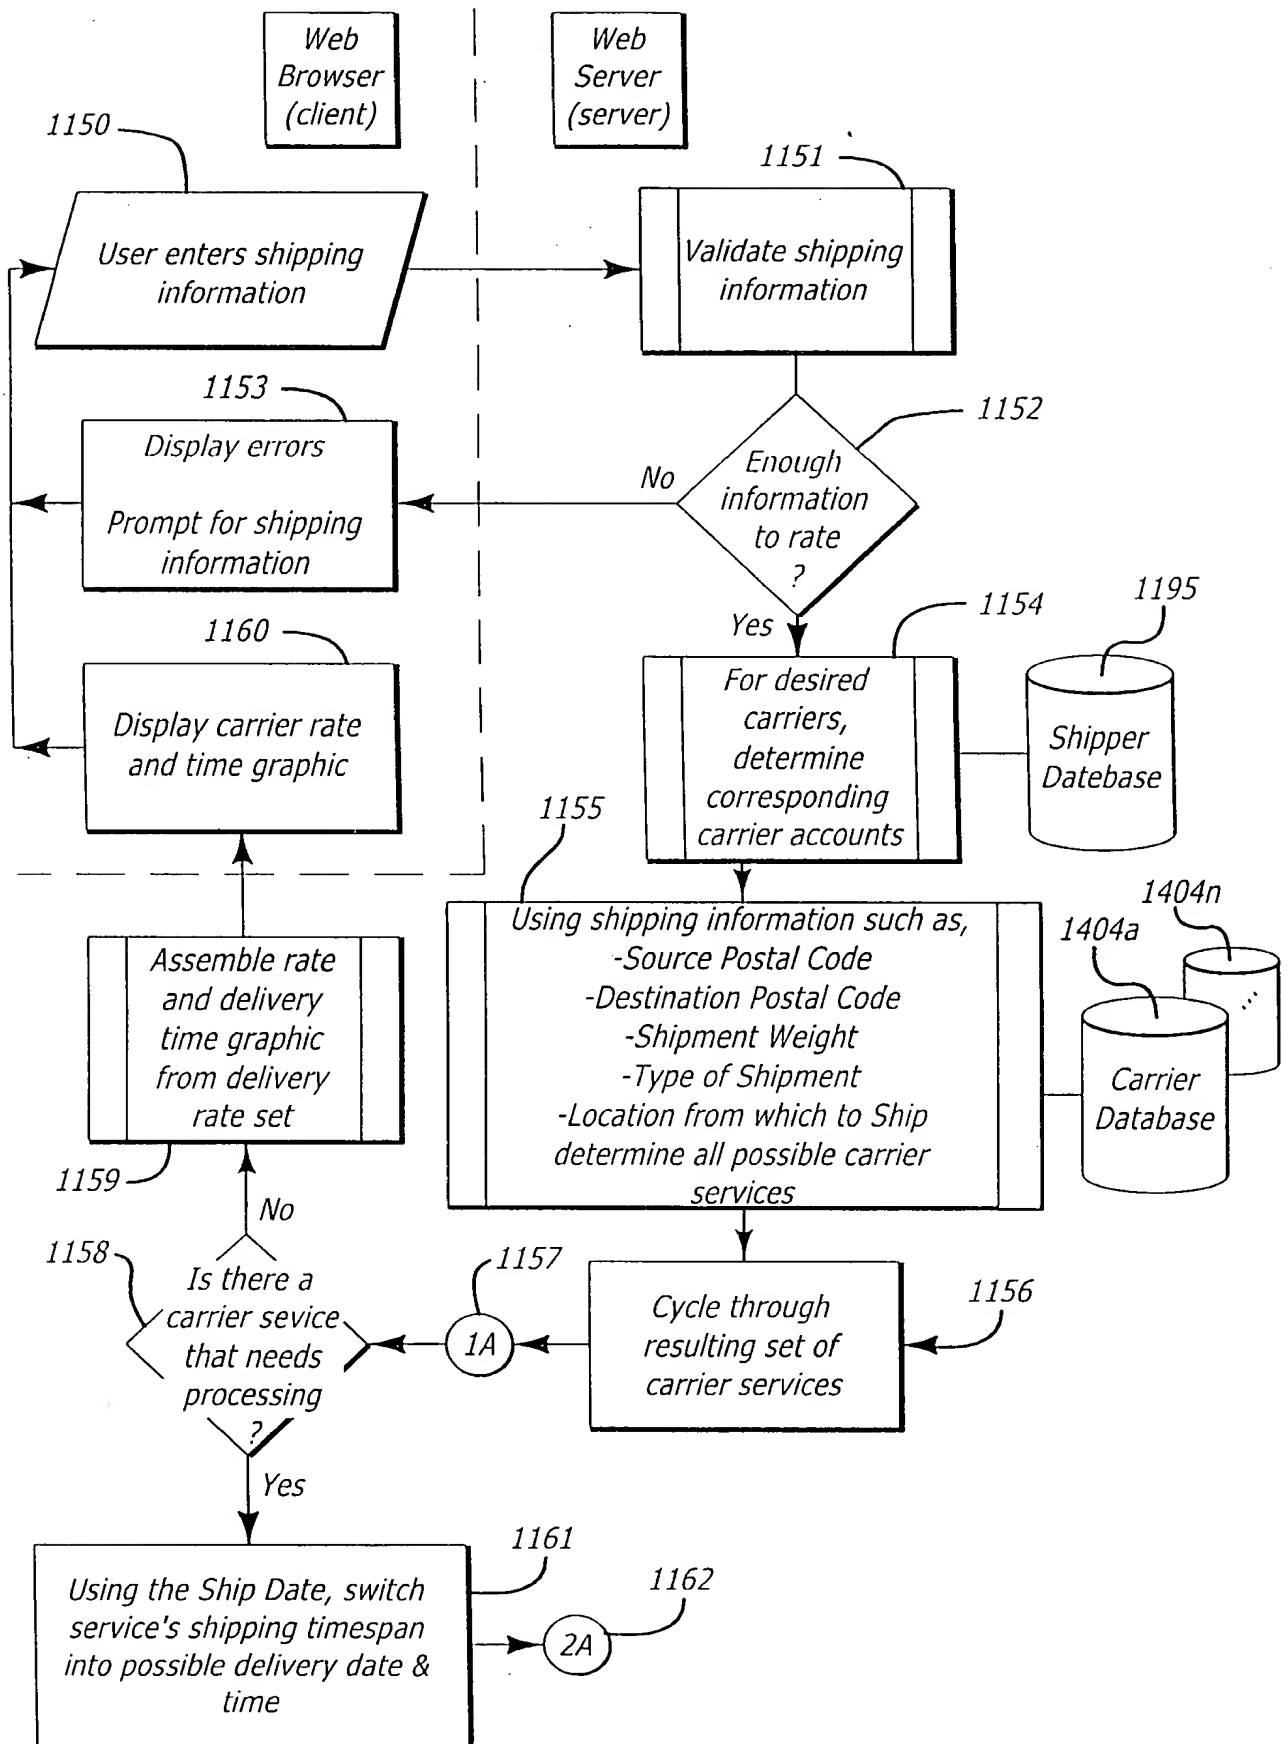 Web
Browser
(client)
Web
Server
(server)
1150
1151
User enters shipping
information
Validate shipping
information
1153
1152
Display errors
Prompt for shipping
information
No
Enough
information
to rate
?
Yes
1154
1195
1160
Display carrier rate
and time graphic
For desired
carriers,
determine
corresponding
carrier accounts
Shipper
Datebase
1155
1404n
1404a
Using shipping information such as,
-Source Postal Code
-Destination Postal Code
-Shipment Weight
-Type of Shipment
-Location from which to Ship
determine all possible carrier
services
Carrier
Database
Assemble rate
and delivery
time graphic
from delivery
rate set
1159
No
1158
Is there a
carrier sevice
that needs
processing
?
1157
1A
Cycle through
resulting set of
carrier services
1156
Yes
1161
Using the Ship Date, switch
service's shipping timespan
into possible delivery date &
time
1162
2A